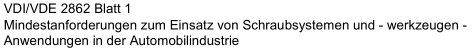 VDI/VDE 2862 Blatt 1
Mindestanforderungen zum Einsatz von Schraubsystemen und - werkzeugen -
Anwendungen in der Automobilindustrie